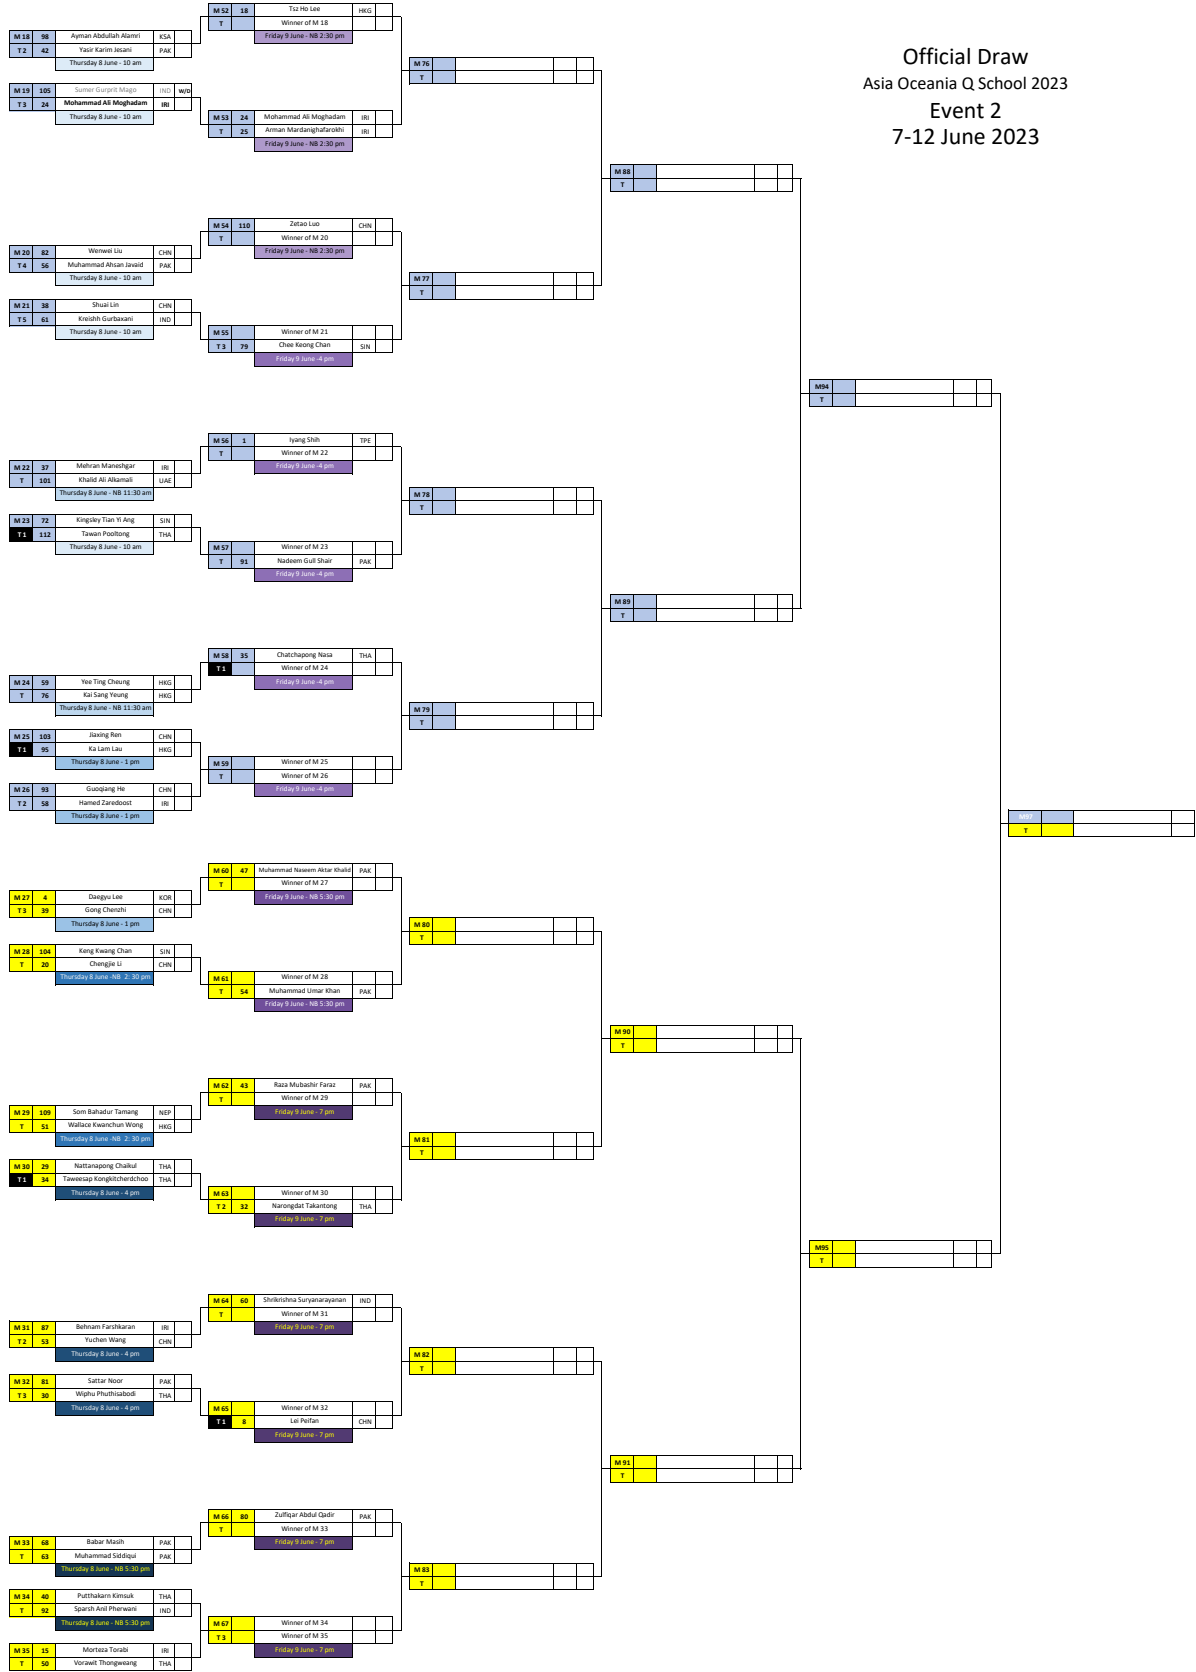 Official Draw
Asia Oceania Q School 2023
Event 2
7-12 June 2023
M 18 98 Ayman Abdullah Alamri KSA
T 2 42 Yasir Karim Jesani PAK
Thursday 8 June - 10 am
M 19 105 Sumer Gurprit Mago IND W/D
T 3 24 Mohammad Ali Moghadam IRI
Thursday 8 June - 10 am
M 20 82 Wenwei Liu CHN
T 4 56 Muhammad Ahsan Javaid PAK
Thursday 8 June - 10 am
M 21 38 Shuai Lin CHN
T 5 61 Kreishh Gurbaxani IND
Thursday 8 June - 10 am
M 22 37 Mehran Maneshgar IRI
T 101 Khalid Ali Alkamali UAE
Thursday 8 June - NB 11:30 am
M 23 72 Kingsley Tian Yi Ang SIN
T 1 112 Tawan Pooltong THA
Thursday 8 June - 10 am
M 24 59 Yee Ting Cheung HKG
T 76 Kai Sang Yeung HKG
Thursday 8 June - NB 11:30 am
M 25 103 Jiaxing Ren CHN
T 1 95 Ka Lam Lau HKG
Thursday 8 June - 1 pm
M 26 93 Guoqiang He CHN
T 2 58 Hamed Zaredoost IRI
Thursday 8 June - 1 pm
M 27 4 Daegyu Lee KOR
T 3 39 Gong Chenzhi CHN
Thursday 8 June - 1 pm
M 28 104 Keng Kwang Chan SIN
T 20 Chengjie Li CHN
Thursday 8 June -NB 2: 30 pm
M 29 109 Som Bahadur Tamang NEP
T 51 Wallace Kwanchun Wong HKG
Thursday 8 June -NB 2: 30 pm
M 30 29 Nattanapong Chaikul THA
T 1 34 Taweesap Kongkitcherdchoo THA
Thursday 8 June - 4 pm
M 31 87 Behnam Farshkaran IRI
T 2 53 Yuchen Wang CHN
Thursday 8 June - 4 pm
M 32 81 Sattar Noor PAK
T 3 30 Wiphu Phuthisabodi THA
Thursday 8 June - 4 pm
M 33 68 Babar Masih PAK
T 63 Muhammad Siddiqui PAK
Thursday 8 June - NB 5:30 pm
M 34 40 Putthakarn Kimsuk THA
T 92 Sparsh Anil Pherwani IND
Thursday 8 June - NB 5:30 pm
M 35 15 Morteza Torabi IRI
T 50 Vorawit Thongweang THA
M 52 18 Tsz Ho Lee HKG
T Winner of M 18
Friday 9 June - NB 2:30 pm
M 53 24 Mohammad Ali Moghadam IRI
T 25 Arman Mardanighafarokhi IRI
Friday 9 June - NB 2:30 pm
M 54 110 Zetao Luo CHN
T Winner of M 20
Friday 9 June - NB 2:30 pm
M 55 Winner of M 21
T 3 79 Chee Keong Chan SIN
Friday 9 June -4 pm
M 56 1 Iyang Shih TPE
T Winner of M 22
Friday 9 June -4 pm
M 57 Winner of M 23
T 91 Nadeem Gull Shair PAK
Friday 9 June -4 pm
M 58 35 Chatchapong Nasa THA
T 1 Winner of M 24
Friday 9 June -4 pm
M 59 Winner of M 25
T Winner of M 26
Friday 9 June -4 pm
M 60 47 Muhammad Naseem Aktar Khalid PAK
T Winner of M 27
Friday 9 June - NB 5:30 pm
M 61 Winner of M 28
T 54 Muhammad Umar Khan PAK
Friday 9 June - NB 5:30 pm
M 62 43 Raza Mubashir Faraz PAK
T Winner of M 29
Friday 9 June - 7 pm
M 63 Winner of M 30
T 2 32 Narongdat Takantong THA
Friday 9 June - 7 pm
M 64 60 Shrikrishna Suryanarayanan IND
T Winner of M 31
Friday 9 June - 7 pm
M 65 Winner of M 32
T 1 8 Lei Peifan CHN
Friday 9 June - 7 pm
M 66 80 Zulfiqar Abdul Qadir PAK
T Winner of M 33
Friday 9 June - 7 pm
M 67 Winner of M 34
T 3 Winner of M 35
Friday 9 June - 7 pm
M 76
T
M 77
T
M 78
T
M 79
T
M 80
T
M 81
T
M 82
T
M 83
T
M 88
T
M 89
T
M 90
T
M 91
T
M94
T
M95
T
M97
T